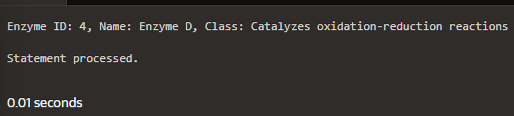 Enzyme ID: 4, Name: Enzyme D, Class: Catalyzes oxidation-reduction reactions
Statement processed.
0.01 seconds